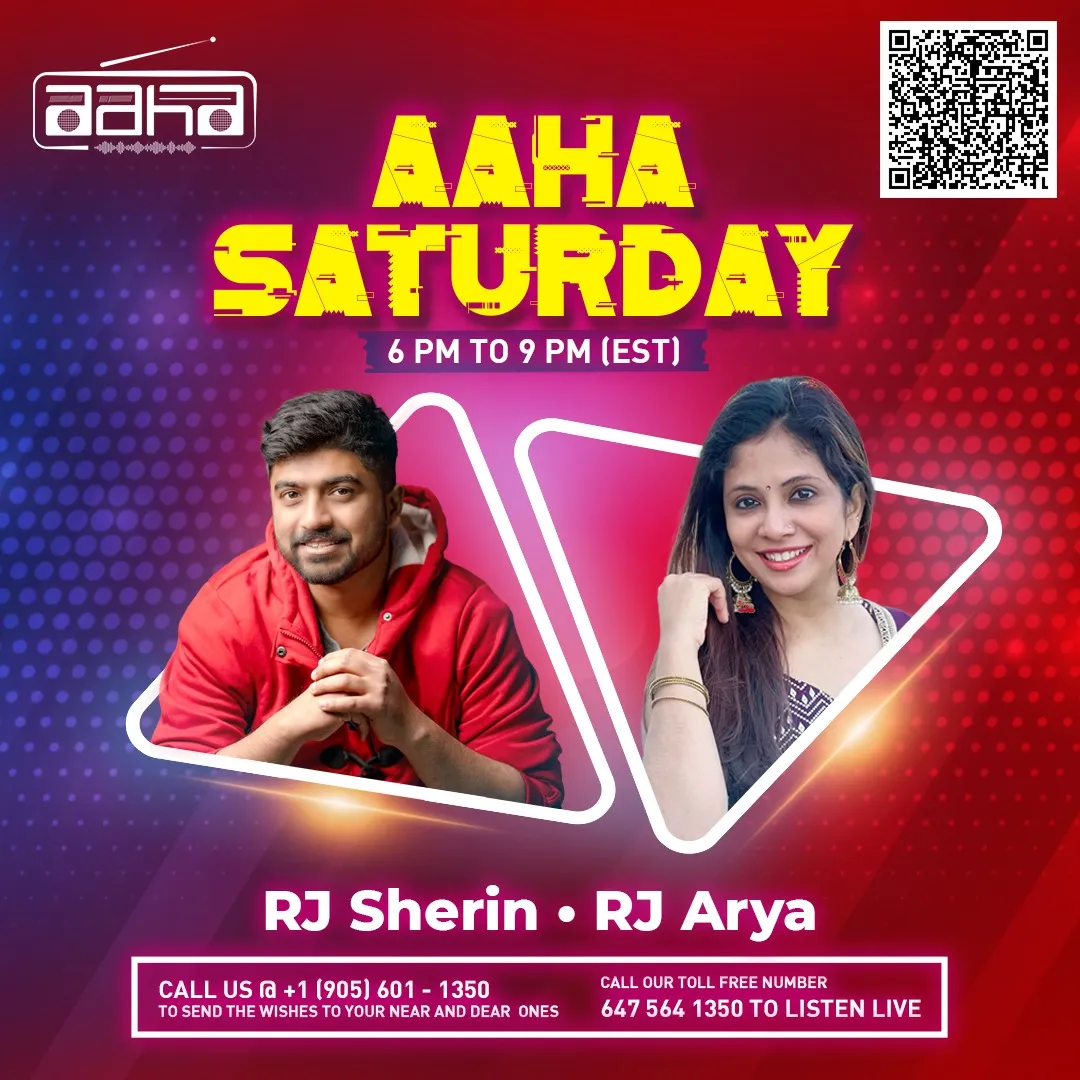 aaha
AAHA
SATURDAY
6 PM TO 9 PM (EST)
RJ Sherin • RJ Arya
CALL US @ +1 (905) 601 - 1350
TO SEND THE WISHES TO YOUR NEAR AND DEAR ONES
CALL OUR TOLL FREE NUMBER
647 564 1350 TO LISTEN LIVE